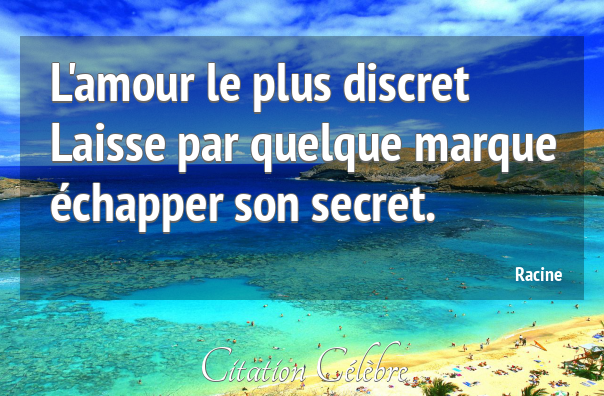 L'amour le plus discret
Laisse par quelque marque
échapper son secret.
Racine
Citation Célèbre